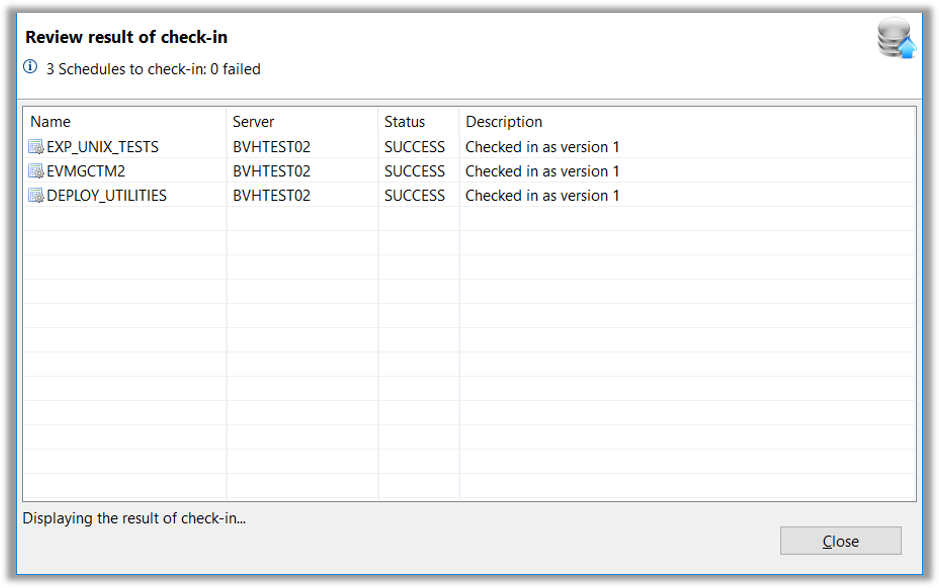 Review result of check-in
3 Schedules to check-in: 0 failed
Name Server Status Description
EXP_UNIX_TESTS BVHTEST02 SUCCESS Checked in as version 1
EVMGCTM2 BVHTEST02 SUCCESS Checked in as version 1
DEPLOY_UTILITIES BVHTEST02 SUCCESS Checked in as version 1
Displaying the result of check-in...
Close